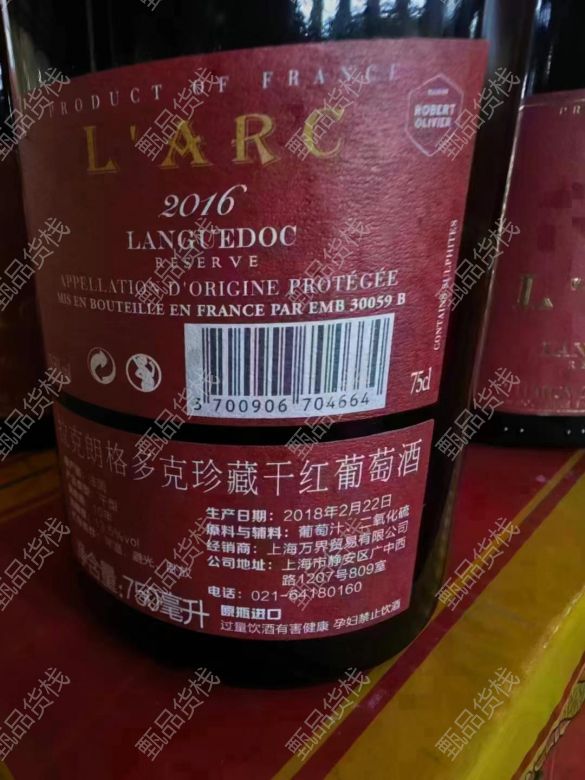 PRODUCT OF FRANCE
ROBERT
OLIVIER
L'ARC
2016
LANGUEDOC
RESERVE
APPELLATION D'ORIGINE PROTÉGÉE
MIS EN BOUTEILLE EN FRANCE PAR EMB 30059 B
CONTAINS SULPHITES
75cl
3 700906 704664
克朗格多克珍藏干红葡萄酒
生产日期：2018年2月22日
原料与辅料：葡萄汁、二氧化硫
经销商：上海万界贸易有限公司
公司地址：上海市静安区广中西
路1207号809室
电话：021-64180160
原瓶进口
过量饮酒有害健康 孕妇禁止饮酒
%vol
净含量:750毫升
甄品货栈